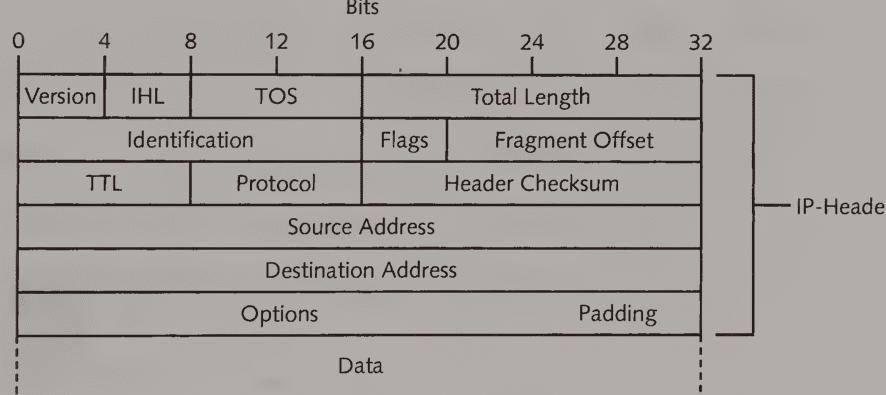 Bits
0 4 8 12 16 20 24 28 32
Version IHL TOS Total Length
Identification Flags Fragment Offset
TTL Protocol Header Checksum
IP-Heade
Source Address
Destination Address
Options Padding
Data